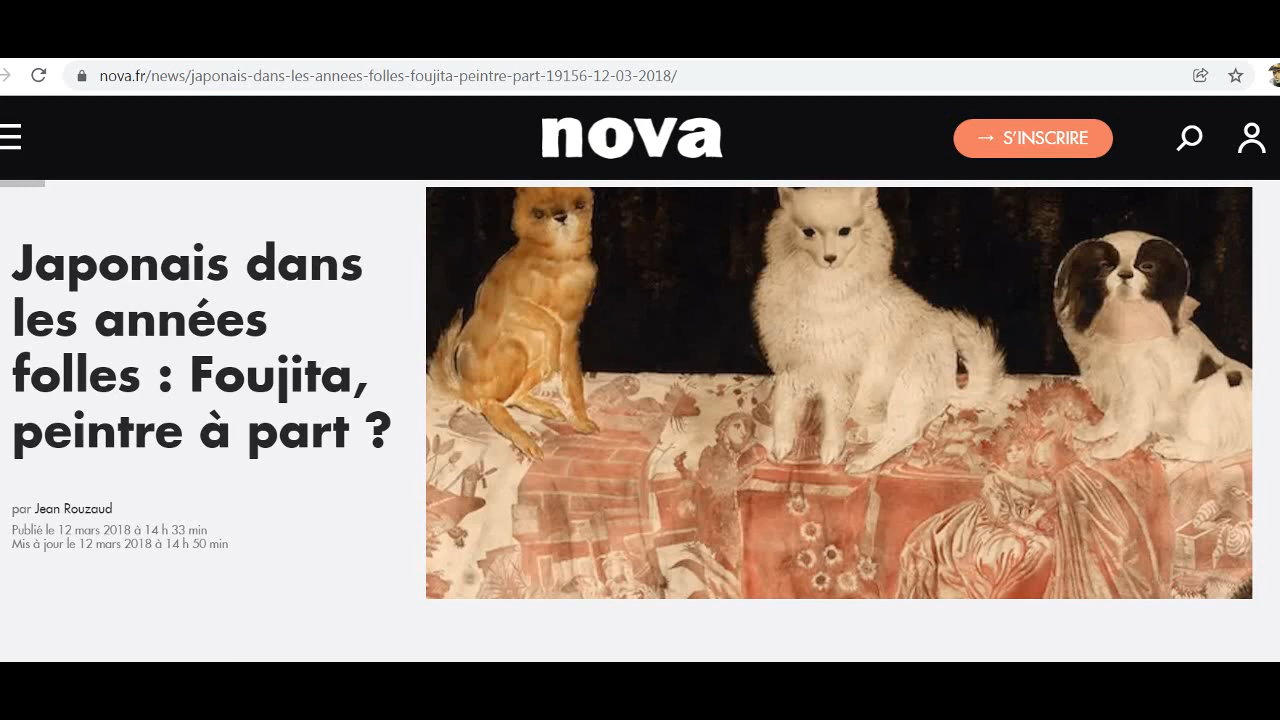 nova.fr/news/japonais-dans-les-annees-folles-foujita-peintre-part-19156-12-03-2018/
nova
→ S'INSCRIRE
Japonais dans
les années
folles : Foujita,
peintre à part ?
par Jean Rouzaud
Publié le 12 mars 2018 à 14 h 33 min
Mis à jour le 12 mars 2018 à 14 h 50 min